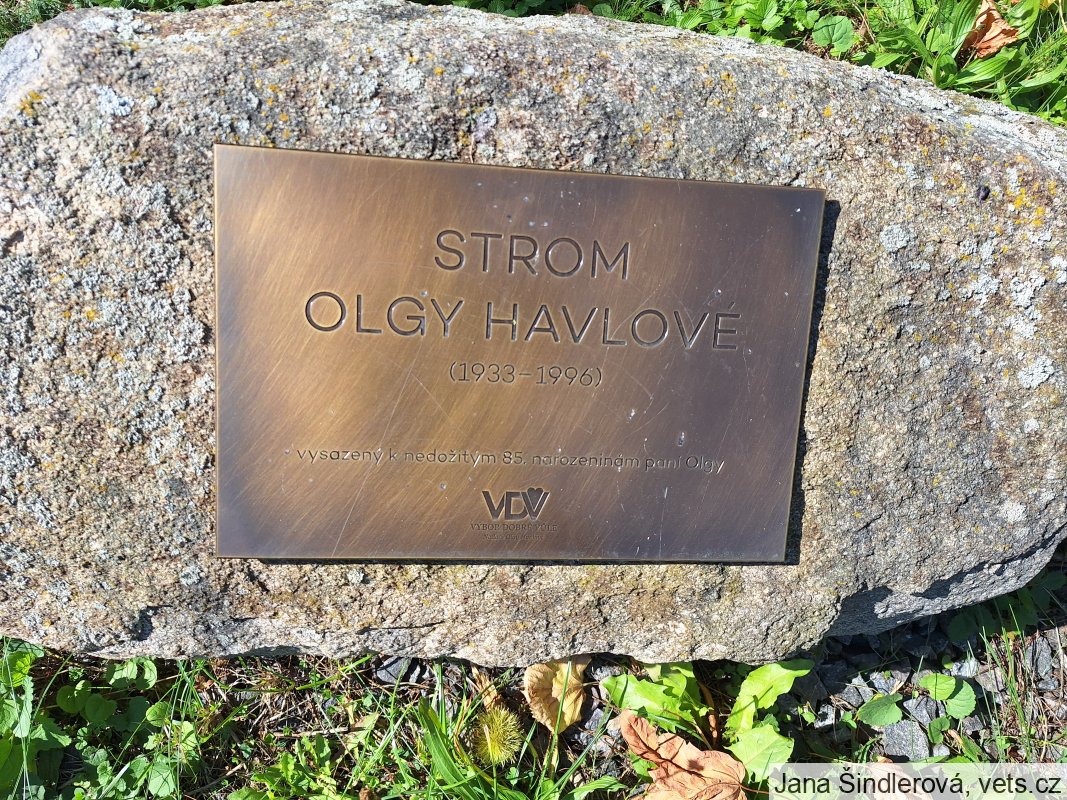 STROM
OLGY HAVLOVÉ
(1933–1996)
vysazený k nedožitým 85. narozeninám paní Olgy
VDV
VÝBOR DOBRÉ VŮLE
Jana Šindlerová, vets.cz